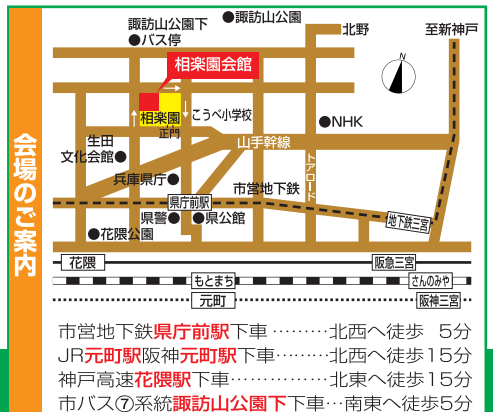 会場のご案内
諏訪山公園下
●バス停
●諏訪山公園
北野
至新神戸
N
相楽園会館
相楽園
正門
こうべ小学校
●NHK
生田
文化会館●
山手幹線
トアロード
兵庫県庁●
市営地下鉄
県庁前駅
県警●
●県公館
地下鉄三宮
●花隈公園
花隈
阪急三宮
もとまち
さんのみや
元町
阪神三宮
市営地下鉄県庁前駅下車………北西へ徒歩 5分
JR元町駅阪神元町駅下車……北西へ徒歩15分
神戸高速花隈駅下車……………北東へ徒歩15分
市バス⑦系統諏訪山公園下下車…南東へ徒歩5分